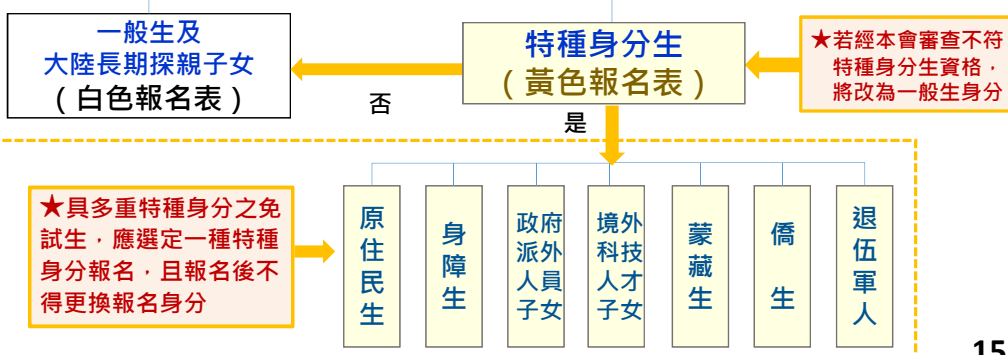 一般生及
大陸長期探親子女
（白色報名表）
特種身分生
（黃色報名表）
★若經本會審查不符
特種身分生資格，
將改為一般生身分
否
是
★具多重特種身分之免
試生，應選定一種特種
身分報名，且報名後不
得更換報名身分
原住民生
身障生
政府派外人員子女
境外科技人才子女
蒙藏生
僑生
退伍軍人
15